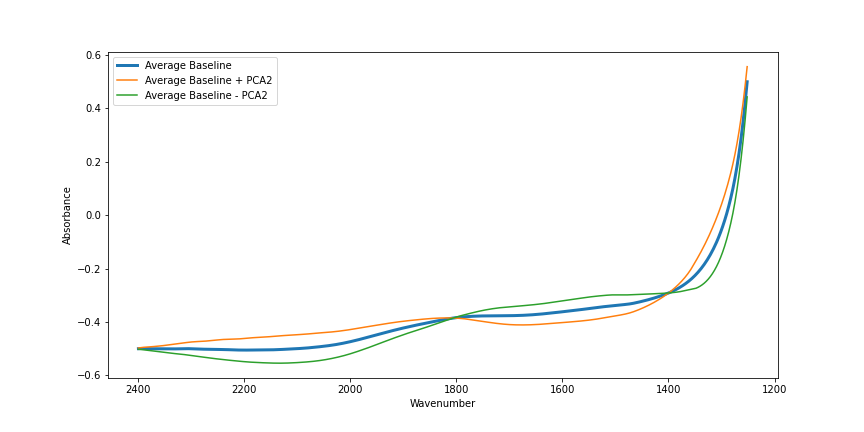 Average Baseline
Average Baseline + PCA2
Average Baseline - PCA2
0.6
0.4
0.2
0.0
−0.2
−0.4
−0.6
Absorbance
2400 2200 2000 1800 1600 1400 1200
Wavenumber